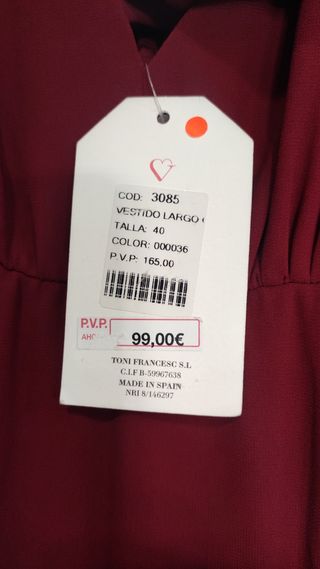 COD: 3085
VESTIDO LARGO
TALLA: 40
COLOR: 000036
P.V.P: 165.00
P.V.P.
99,00€
TONI FRANCESC S.L
C.I.F B-59967638
MADE IN SPAIN
NRI 8/146297